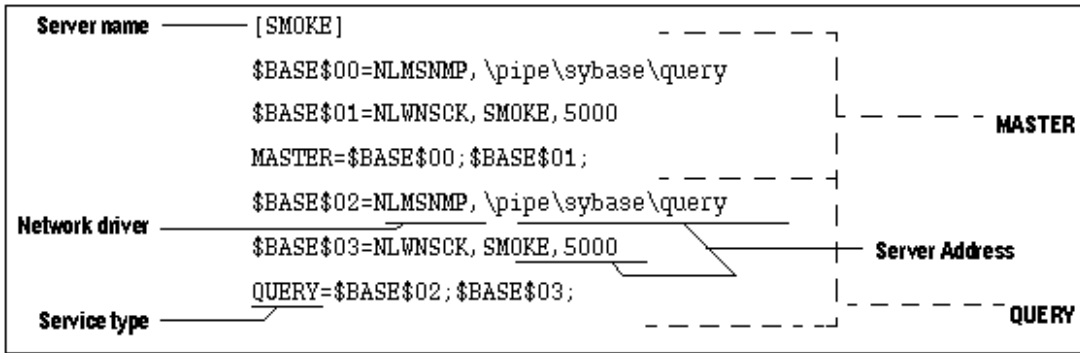 Server name [SMOKE]
$BASE$00=NLMSNMP,\pipe\sybase\query
$BASE$01=NLWNSCK,SMOKE,5000
MASTER
MASTER=$BASE$00;$BASE$01;
$BASE$02=NLMSNMP,\pipe\sybase\query
Network driver
$BASE$03=NLWNSCK,SMOKE,5000
Server Address
QUERY=$BASE$02;$BASE$03;
Service type
QUERY